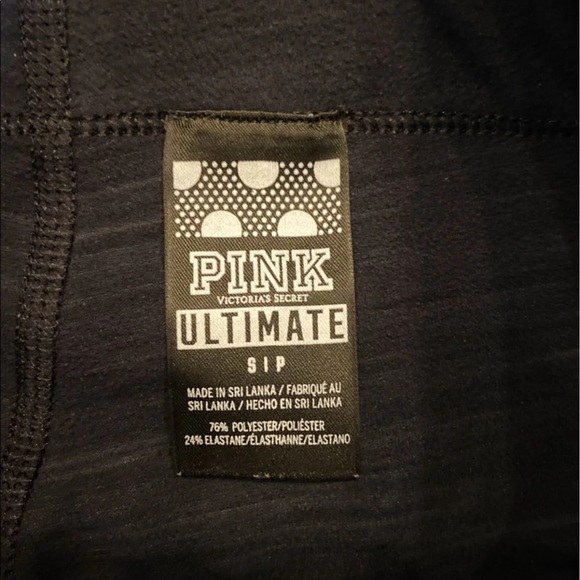 PINK
VICTORIA'S SECRET
ULTIMATE
S | P
MADE IN SRI LANKA / FABRIQUÉ AU
SRI LANKA / HECHO EN SRI LANKA
76% POLYESTER/POLIÉSTER
24% ELASTANE/ÉLASTHANNE/ELASTANO